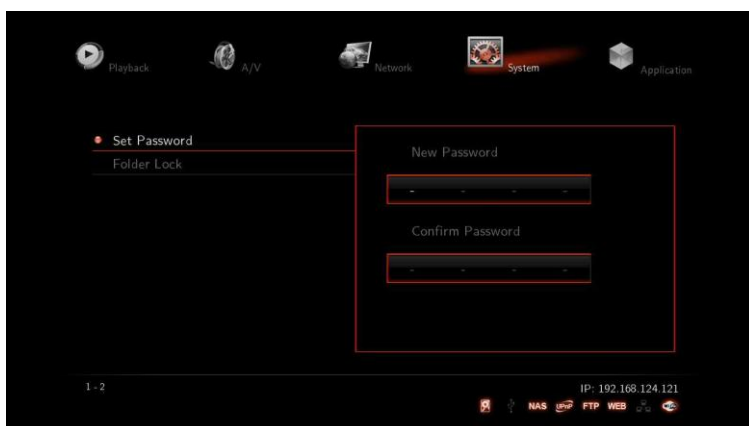 Playback
A/V
Network
System
Application
Set Password
Folder Lock
New Password
- - - -
Confirm Password
- - - -
1 - 2
IP: 192.168.124.121
NAS UPnP FTP WEB